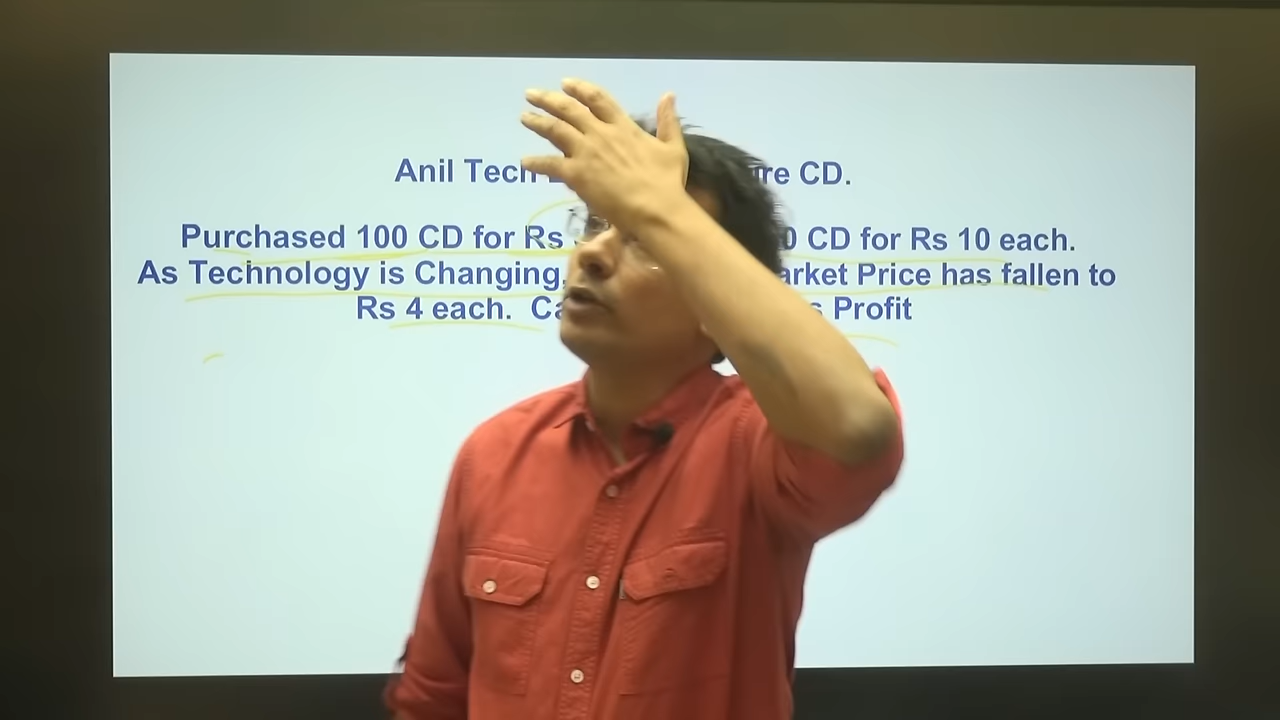 Anil Tech re CD.
Purchased 100 CD for Rs 0 CD for Rs 10 each.
As Technology is Changing, arket Price has fallen to
Rs 4 each. Ca s Profit